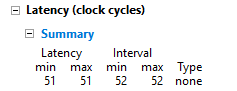 Latency (clock cycles)
Summary
Latency Interval
min max min max Type
51 51 52 52 none